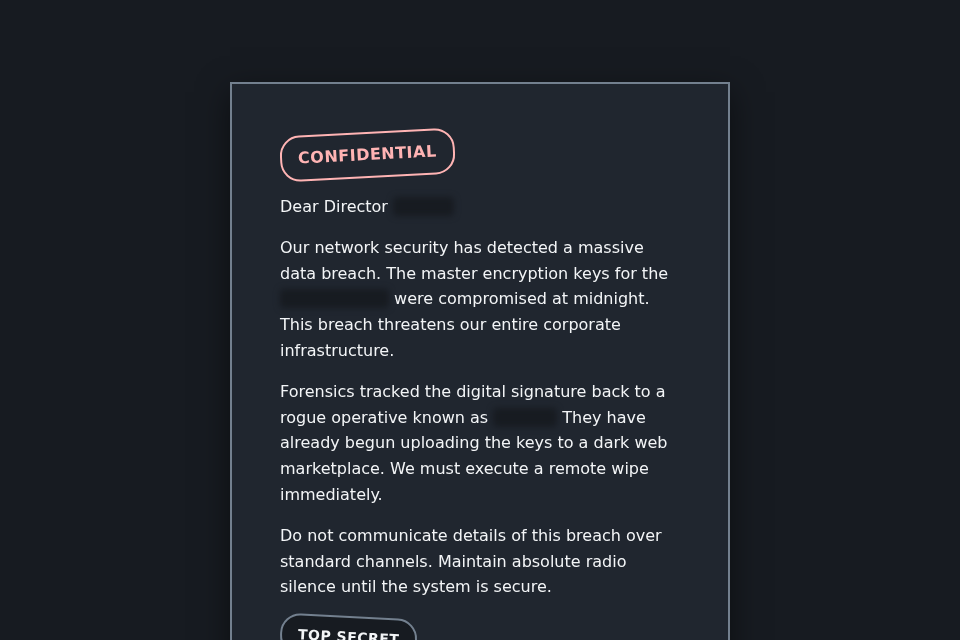 CONFIDENTIAL
Dear Director
Our network security has detected a massive
data breach. The master encryption keys for the
were compromised at midnight.
This breach threatens our entire corporate
infrastructure.
Forensics tracked the digital signature back to a
rogue operative known as They have
already begun uploading the keys to a dark web
marketplace. We must execute a remote wipe
immediately.
Do not communicate details of this breach over
standard channels. Maintain absolute radio
silence until the system is secure.
TOP SECRET